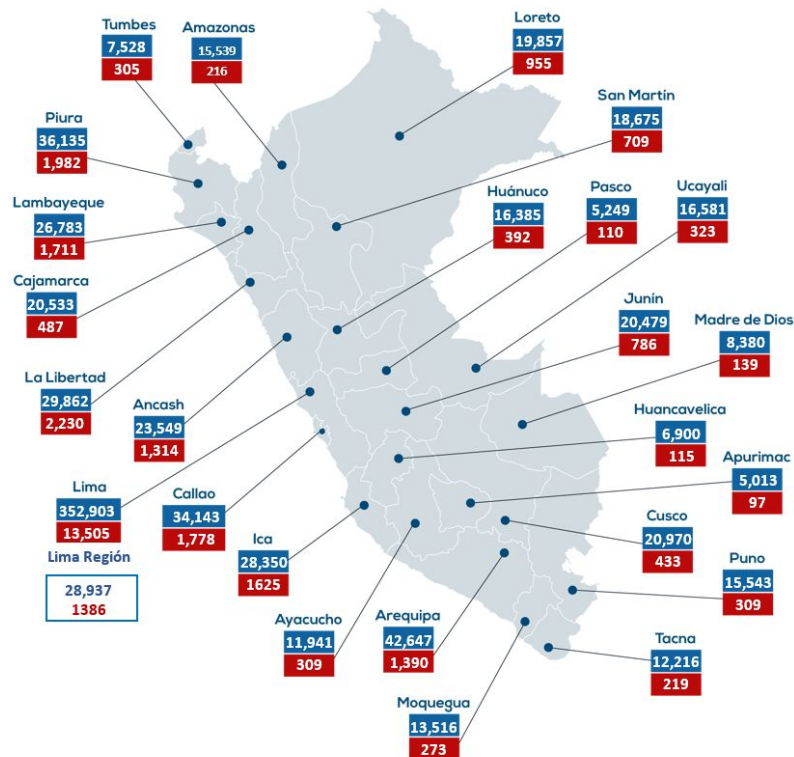 Tumbes
7,528
305
Amazonas
15,539
216
Loreto
19,857
955
San Martín
18,675
709
Piura
36,135
1,982
Huánuco
16,385
392
Pasco
5,249
110
Ucayali
16,581
323
Lambayeque
26,783
1,711
Cajamarca
20,533
487
Junín
20,479
786
Madre de Dios
8,380
139
La Libertad
29,862
2,230
Ancash
23,549
1,314
Huancavelica
6,900
115
Apurimac
5,013
97
Lima
352,903
13,505
Lima Región
28,937
1386
Callao
34,143
1,778
Ica
28,350
1625
Cusco
20,970
433
Puno
15,543
309
Ayacucho
11,941
309
Arequipa
42,647
1,390
Tacna
12,216
219
Moquegua
13,516
273